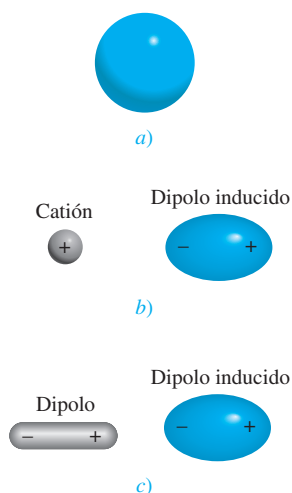 a)
Dipolo inducido
Catión
+
− +
b)
Dipolo inducido
Dipolo
− +
− +
c)